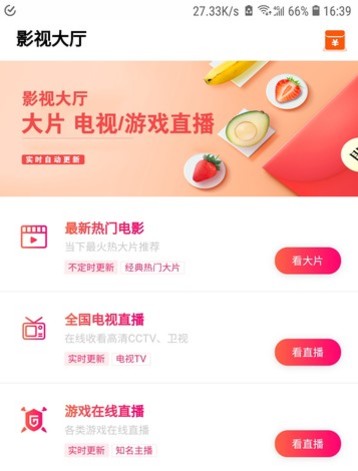 27.33K/s 4G 66% 16:39
影视大厅
¥
影视大厅
大片 电视/游戏直播
实时自动更新
最新热门电影
当下最火热大片推荐
不定时更新 经典热门大片
看大片
全国电视直播
在线收看高清CCTV、卫视
实时更新 电视TV
看直播
游戏在线直播
各类游戏在线直播
实时更新 知名主播
看直播